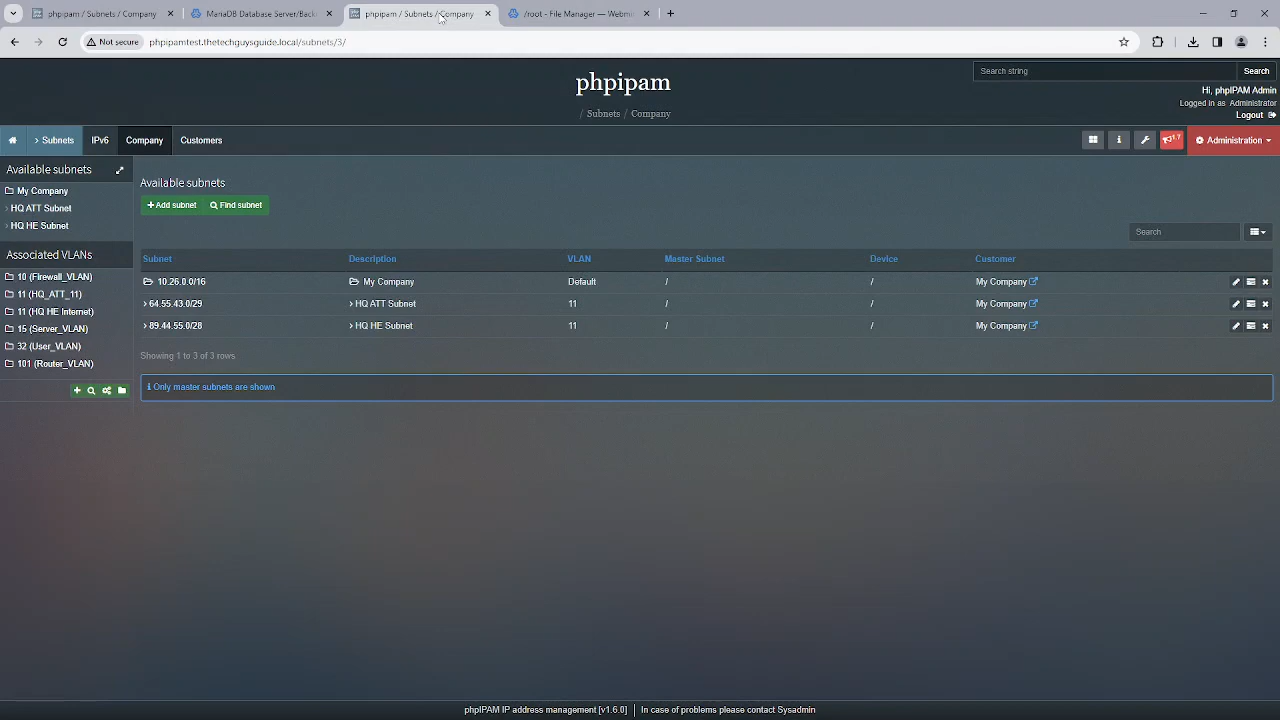 phpipam / Subnets / Company
MariaDB Database Server/Back
phpipam / Subnets / Company
/root - File Manager — Webmi
Not secure
phpipamtest.thetechguysguide.local/subnets/3/
phpipam
/ Subnets / Company
Search string
Search
Hi, phpIPAM Admin
Logged in as Administrator
Logout
> Subnets
IPv6
Company
Customers
Administration
Available subnets
My Company
HQ ATT Subnet
HQ HE Subnet
Associated VLANs
10 (Firewall_VLAN)
11 (HQ_ATT_11)
11 (HQ HE Internet)
15 (Server_VLAN)
32 (User_VLAN)
101 (Router_VLAN)
Available subnets
+ Add subnet
Find subnet
Search
Subnet Description VLAN Master Subnet Device Customer
10.26.0.0/16 My Company Default / / My Company
> 64.55.43.0/29 > HQ ATT Subnet 11 / / My Company
> 89.44.55.0/28 > HQ HE Subnet 11 / / My Company
Showing 1 to 3 of 3 rows
Only master subnets are shown
phpIPAM IP address management [v1.6.0] | In case of problems please contact Sysadmin